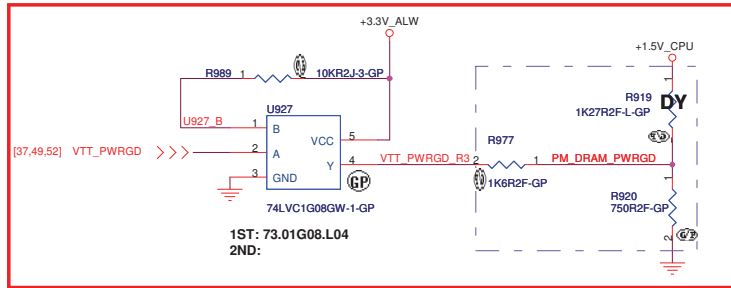 +3.3V_ALW
+1.5V_CPU
R989 1 2 10KR2J-3-GP
1
R919
DY
1K27R2F-L-GP
U927
U927_B
1 B
VCC 5
R977
[37,49,52] VTT_PWRGD
2 A
Y 4
VTT_PWRGD_R3
2 1
PM_DRAM_PWRGD
3 GND
GP
1K6R2F-GP
1
R920
750R2F-GP
74LVC1G08GW-1-GP
2
1ST: 73.01G08.L04
2ND: